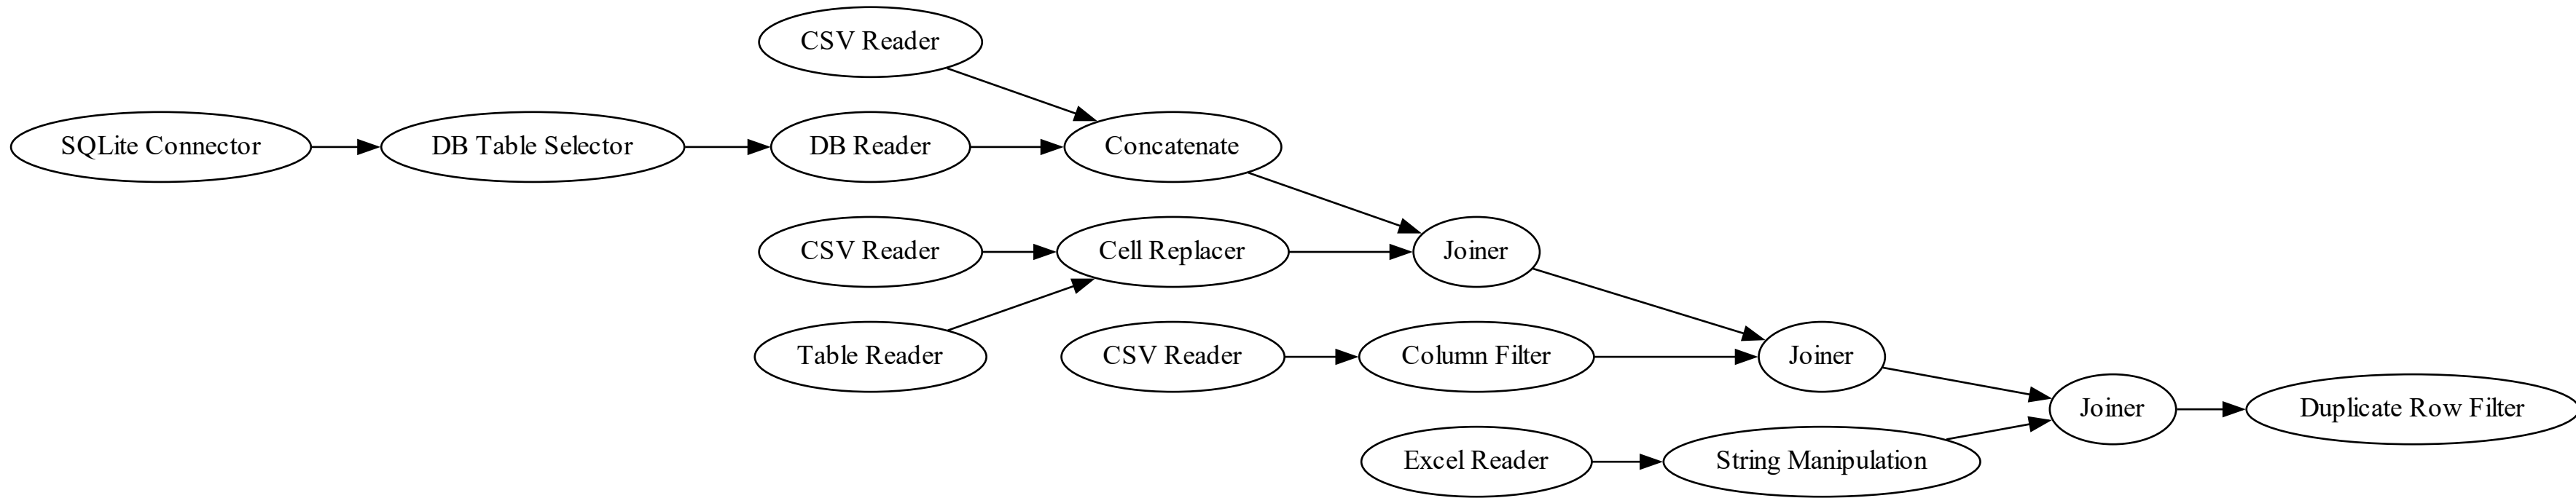 CSV Reader
SQLite Connector
DB Table Selector
DB Reader
Concatenate
CSV Reader
Cell Replacer
Joiner
Table Reader
CSV Reader
Column Filter
Joiner
Joiner
Duplicate Row Filter
Excel Reader
String Manipulation